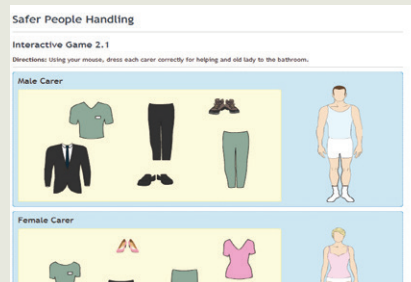 Safer People Handling
Interactive Game 2.1
Directions: Using your mouse, dress each carer correctly for helping and old lady to the bathroom.
Male Carer
Female Carer